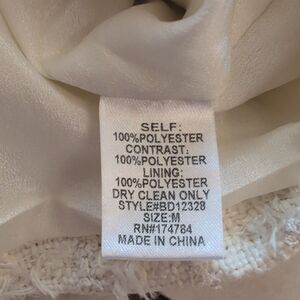 SELF:
100%POLYESTER
CONTRAST:
100%POLYESTER
LINING:
100%POLYESTER
DRY CLEAN ONLY
STYLE#BD12328
SIZE:M
RN#174784
MADE IN CHINA